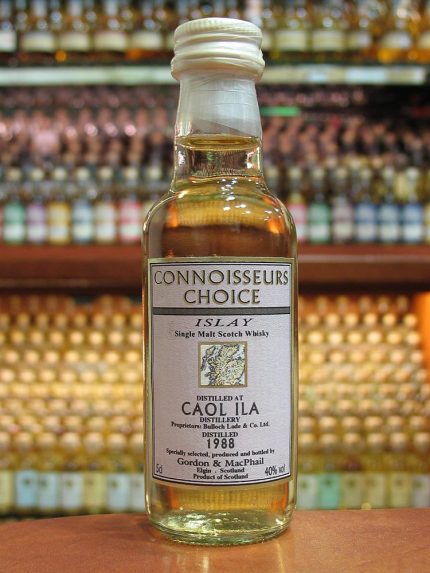 CONNOISSEURS
CHOICE
ISLAY
Single Malt Scotch Whisky
DISTILLED AT
CAOL ILA
DISTILLERY
Proprietors: Bulloch Lade & Co. Ltd.
DISTILLED
1988
Specially selected, produced and bottled by
Gordon & MacPhail
Elgin . Scotland
Product of Scotland
5cl
40% vol